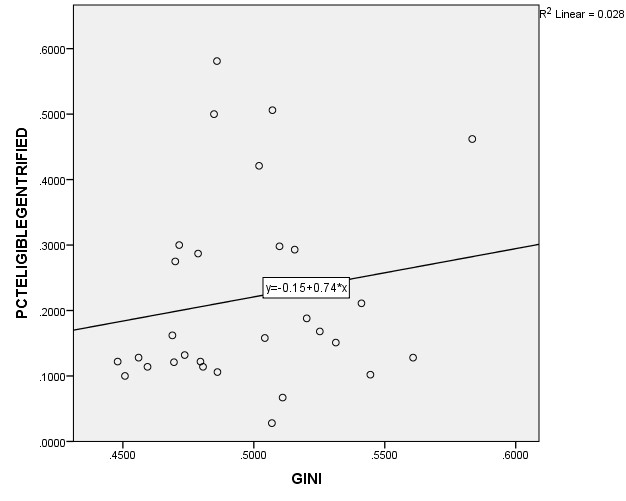 R2 Linear = 0.028
.6000
.5000
.4000
.3000
.2000
.1000
.0000
PCTELIGIBLEGENTRIFIED
y=-0.15+0.74*x
.4500
.5000
.5500
.6000
GINI